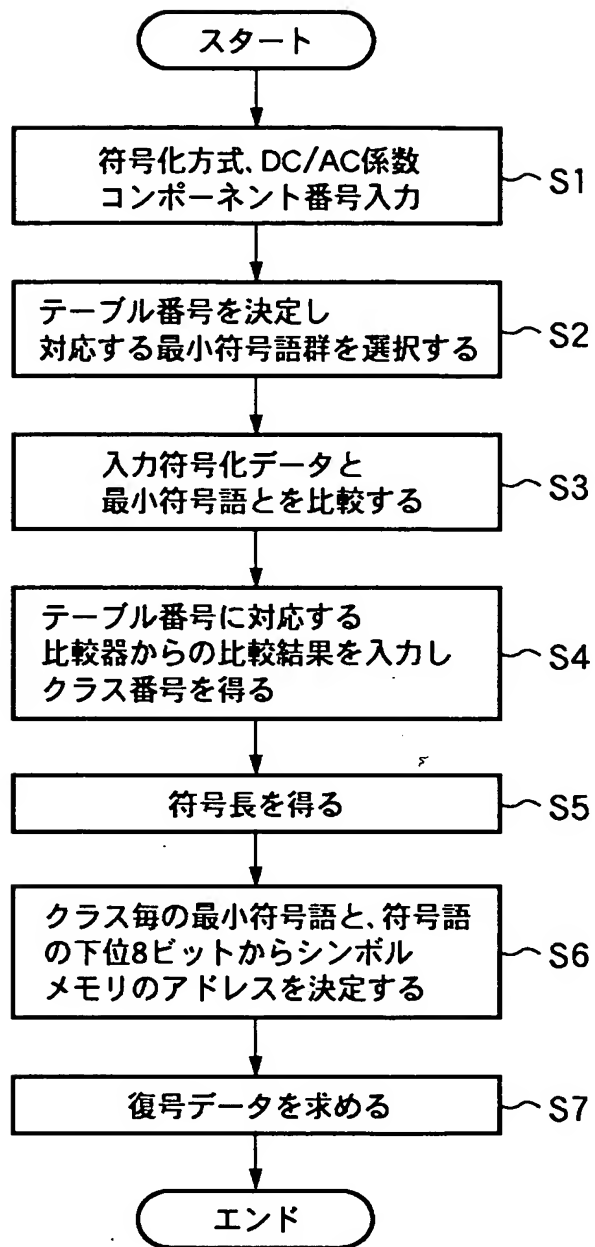 スタート
符号化方式、DC/AC係数
コンポーネント番号入力
S1
テーブル番号を決定し
対応する最小符号語群を選択する
S2
入力符号化データと
最小符号語とを比較する
S3
テーブル番号に対応する
比較器からの比較結果を入力し
クラス番号を得る
S4
符号長を得る
S5
クラス毎の最小符号語と、符号語
の下位8ビットからシンボル
メモリのアドレスを決定する
S6
復号データを求める
S7
エンド